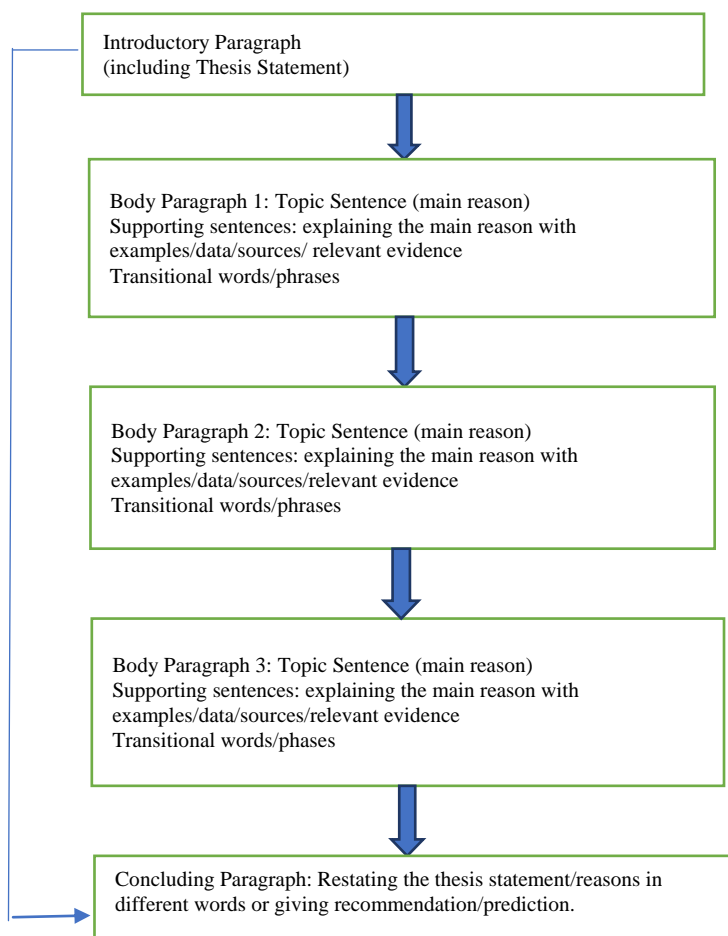 Introductory Paragraph
(including Thesis Statement)
Body Paragraph 1: Topic Sentence (main reason)
Supporting sentences: explaining the main reason with
examples/data/sources/ relevant evidence
Transitional words/phrases
Body Paragraph 2: Topic Sentence (main reason)
Supporting sentences: explaining the main reason with
examples/data/sources/relevant evidence
Transitional words/phrases
Body Paragraph 3: Topic Sentence (main reason)
Supporting sentences: explaining the main reason with
examples/data/sources/relevant evidence
Transitional words/phases
Concluding Paragraph: Restating the thesis statement/reasons in
different words or giving recommendation/prediction.